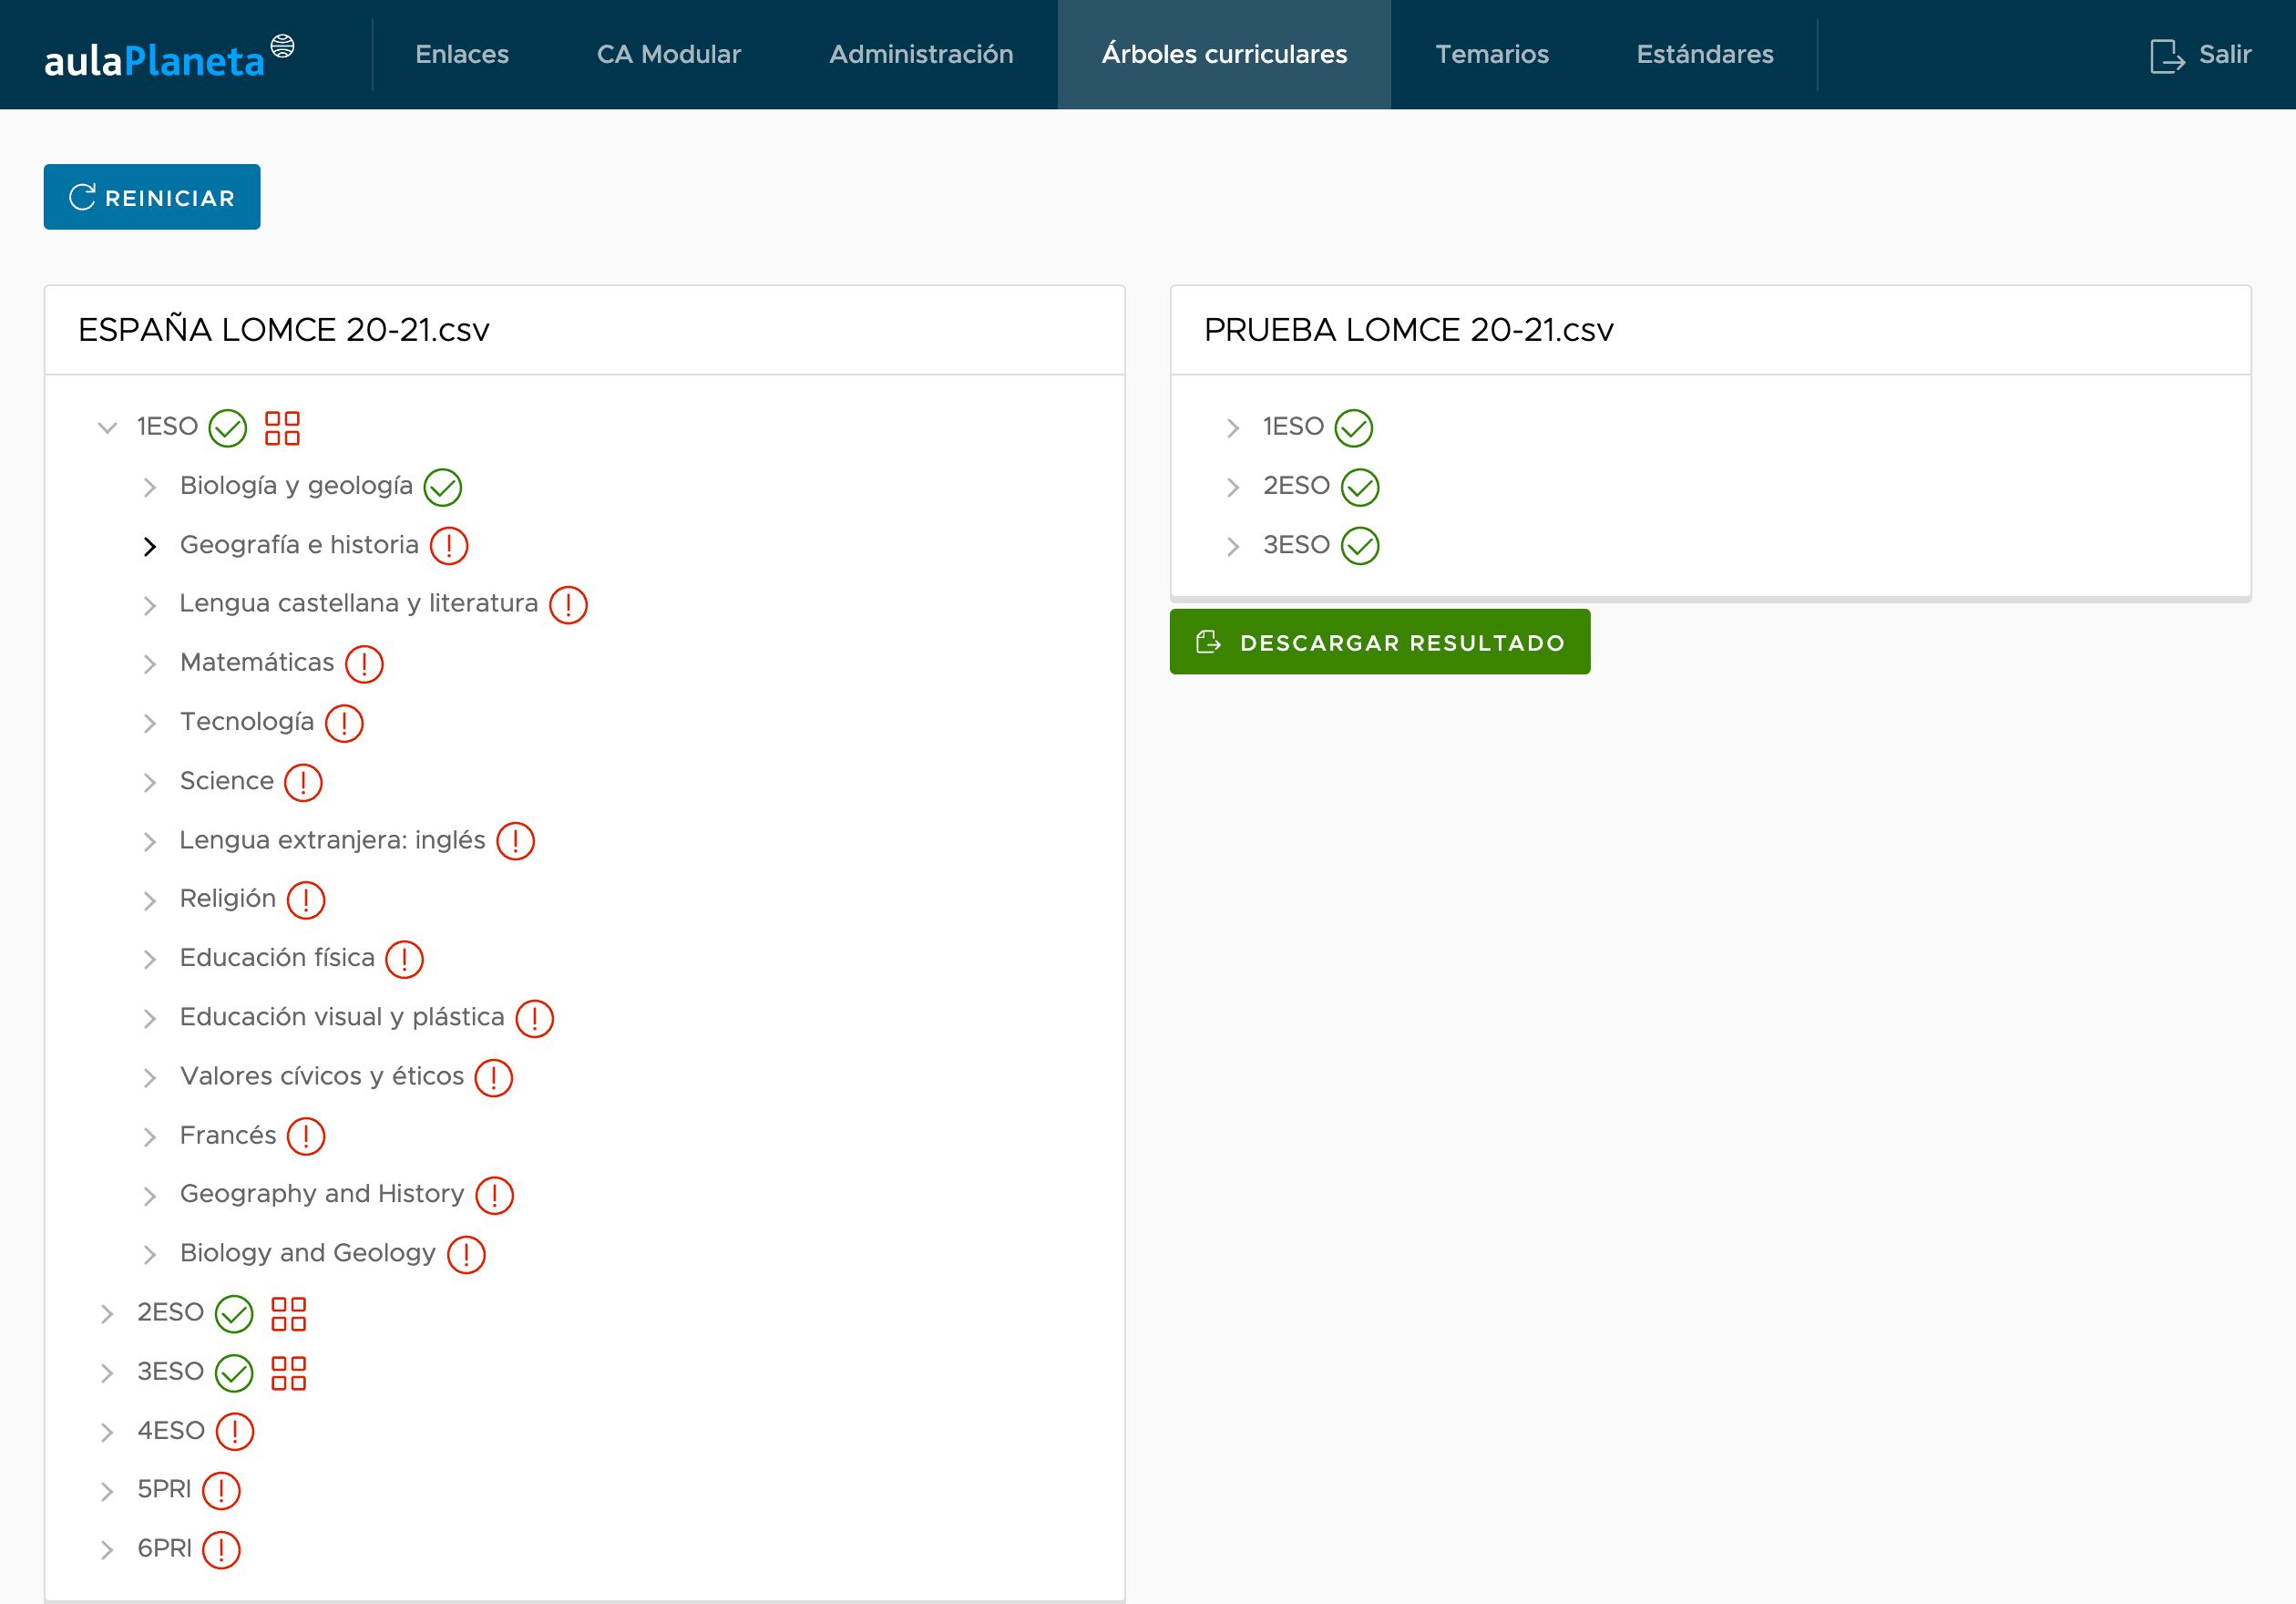 aulaPlaneta
Enlaces
CA Modular
Administración
Árboles curriculares
Temarios
Estándares
Salir
REINICIAR
ESPAÑA LOMCE 20-21.csv
1ESO
Biología y geología
Geografía e historia
Lengua castellana y literatura
Matemáticas
Tecnología
Science
Lengua extranjera: inglés
Religión
Educación física
Educación visual y plástica
Valores cívicos y éticos
Francés
Geography and History
Biology and Geology
2ESO
3ESO
4ESO
5PRI
6PRI
PRUEBA LOMCE 20-21.csv
1ESO
2ESO
3ESO
DESCARGAR RESULTADO